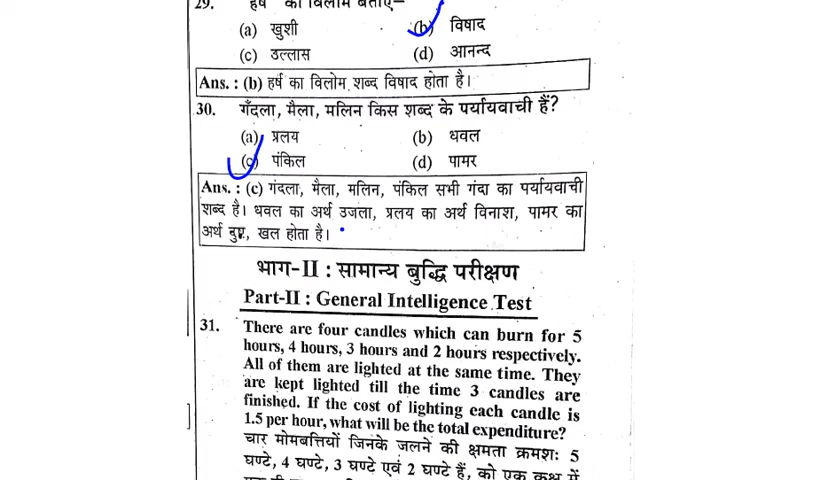 29. हर्ष का विलोम बताएं–
(a) खुशी (b) विषाद
(c) उल्लास (d) आनन्द
Ans. : (b) हर्ष का विलोम शब्द विषाद होता है।
30. गँदला, मैला, मलिन किस शब्द के पर्यायवाची हैं?
(a) प्रलय (b) धवल
(c) पंकिल (d) पामर
Ans. : (c) गंदला, मैला, मलिन, पंकिल सभी गंदा का पर्यायवाची
शब्द है। धवल का अर्थ उजला, प्रलय का अर्थ विनाश, पामर का
अर्थ दुष्ट, खल होता है।
भाग-II : सामान्य बुद्धि परीक्षण
Part-II : General Intelligence Test
31. There are four candles which can burn for 5
hours, 4 hours, 3 hours and 2 hours respectively.
All of them are lighted at the same time. They
are kept lighted till the time 3 candles are
finished. If the cost of lighting each candle is
1.5 per hour, what will be the total expenditure?
चार मोमबत्तियों जिनके जलने की क्षमता क्रमशः 5
घण्टे, 4 घण्टे, 3 घण्टे एवं 2 घण्टे हैं, को एक कक्ष में